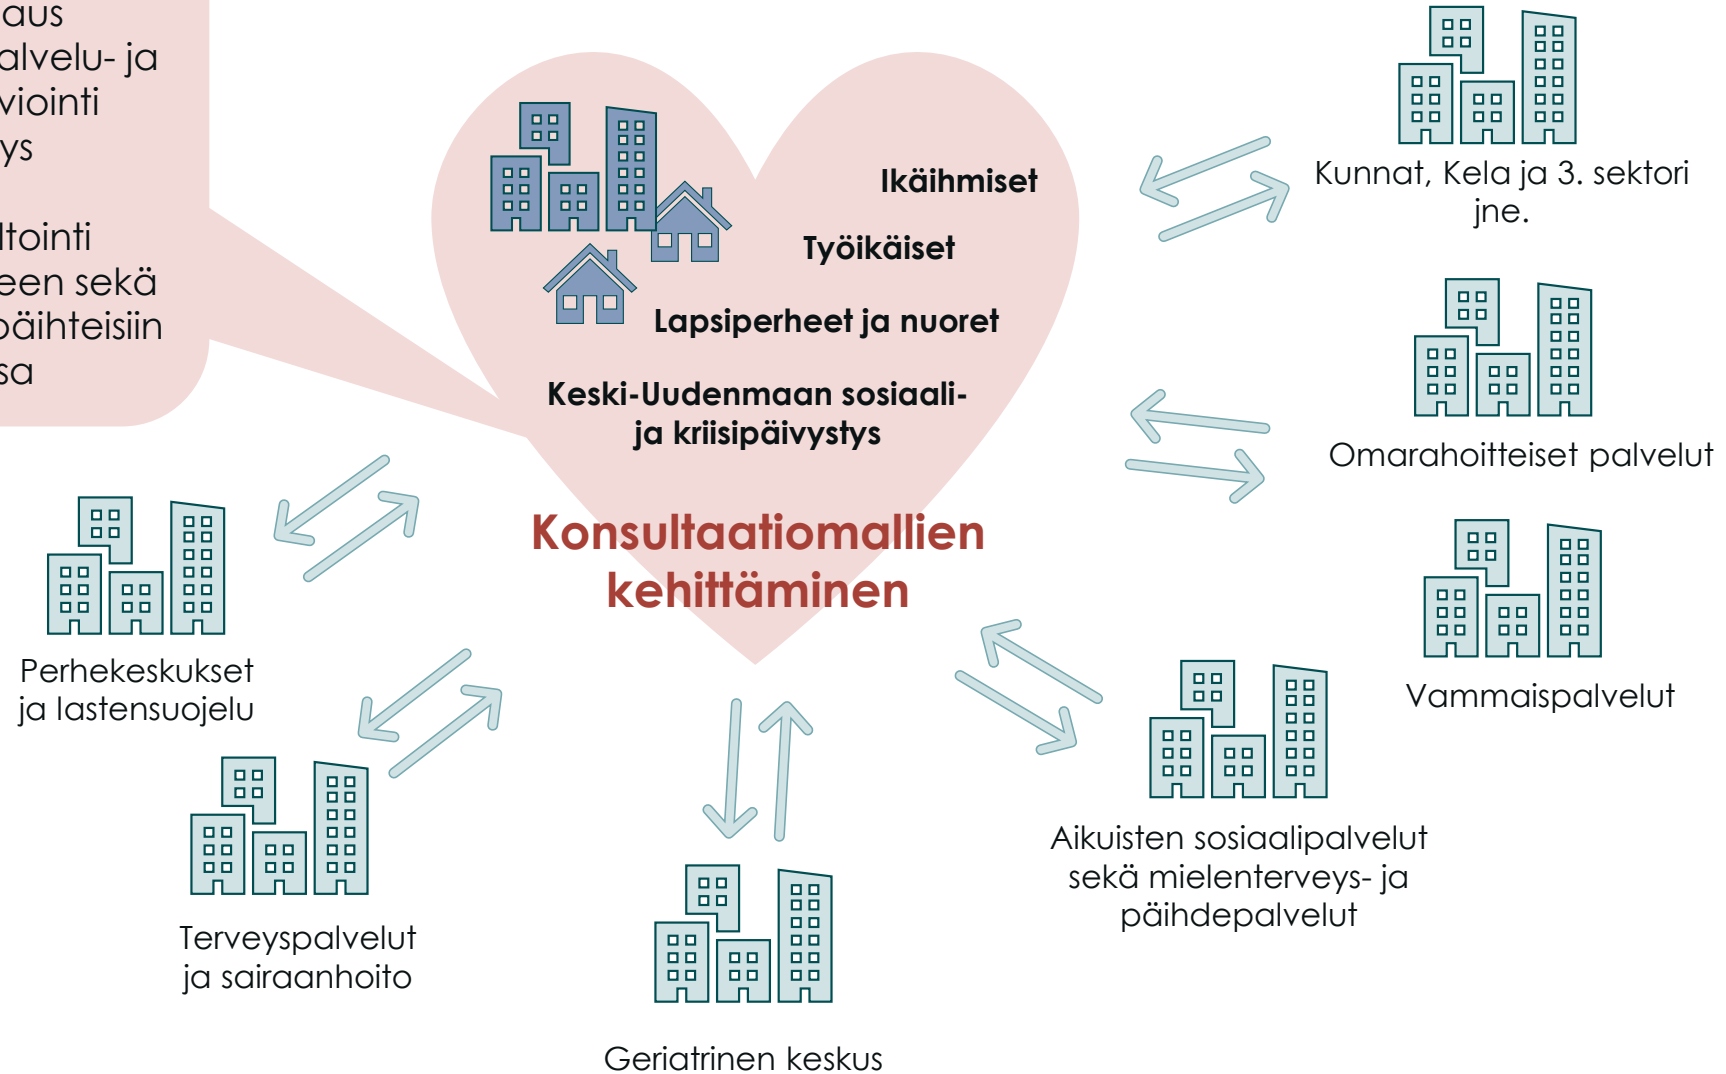 aus
alvelu- ja
viointi
ys
ltointi
een sekä
päihteisiin
sa
Ikäihmiset
Työikäiset
Lapsiperheet ja nuoret
Keski-Uudenmaan sosiaali-
ja kriisipäivystys
Konsultaatiomallien
kehittäminen
Kunnat, Kela ja 3. sektori
jne.
Omarahoitteiset palvelut
Vammaispalvelut
Aikuisten sosiaalipalvelut
sekä mielenterveys- ja
päihdepalvelut
Geriatrinen keskus
Terveyspalvelut
ja sairaanhoito
Perhekeskukset
ja lastensuojelu